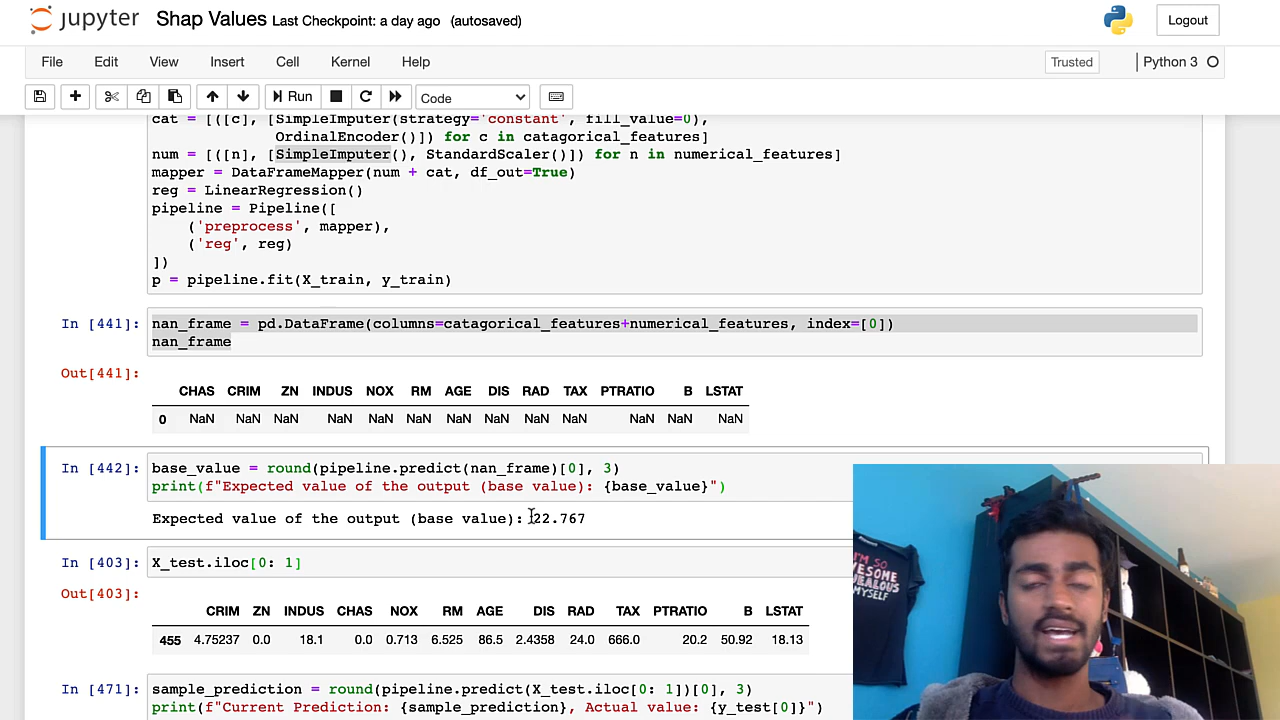 jupyter Shap Values Last Checkpoint: a day ago (autosaved)
Logout
File Edit View Insert Cell Kernel Help
Trusted
Python 3
Run
Code
cat = [([c], [SimpleImputer(strategy='constant', fill_value=0),
OrdinalEncoder()]) for c in catagorical_features]
num = [([n], [SimpleImputer(), StandardScaler()]) for n in numerical_features]
mapper = DataFrameMapper(num + cat, df_out=True)
reg = LinearRegression()
pipeline = Pipeline([
('preprocess', mapper),
('reg', reg)
])
p = pipeline.fit(X_train, y_train)
In [441]: nan_frame = pd.DataFrame(columns=catagorical_features+numerical_features, index=[0])
nan_frame
Out[441]:
CHAS CRIM ZN INDUS NOX RM AGE DIS RAD TAX PTRATIO B LSTAT
0 NaN NaN NaN NaN NaN NaN NaN NaN NaN NaN NaN NaN NaN
In [442]: base_value = round(pipeline.predict(nan_frame)[0], 3)
print(f"Expected value of the output (base value): {base_value}")
Expected value of the output (base value): 22.767
In [403]: X_test.iloc[0: 1]
Out[403]:
CRIM ZN INDUS CHAS NOX RM AGE DIS RAD TAX PTRATIO B LSTAT
455 4.75237 0.0 18.1 0.0 0.713 6.525 86.5 2.4358 24.0 666.0 20.2 50.92 18.13
In [471]: sample_prediction = round(pipeline.predict(X_test.iloc[0: 1])[0], 3)
print(f"Current Prediction: {sample_prediction}, Actual value: {y_test[0]}")
I'M SO
JEALOUS
MYSELF